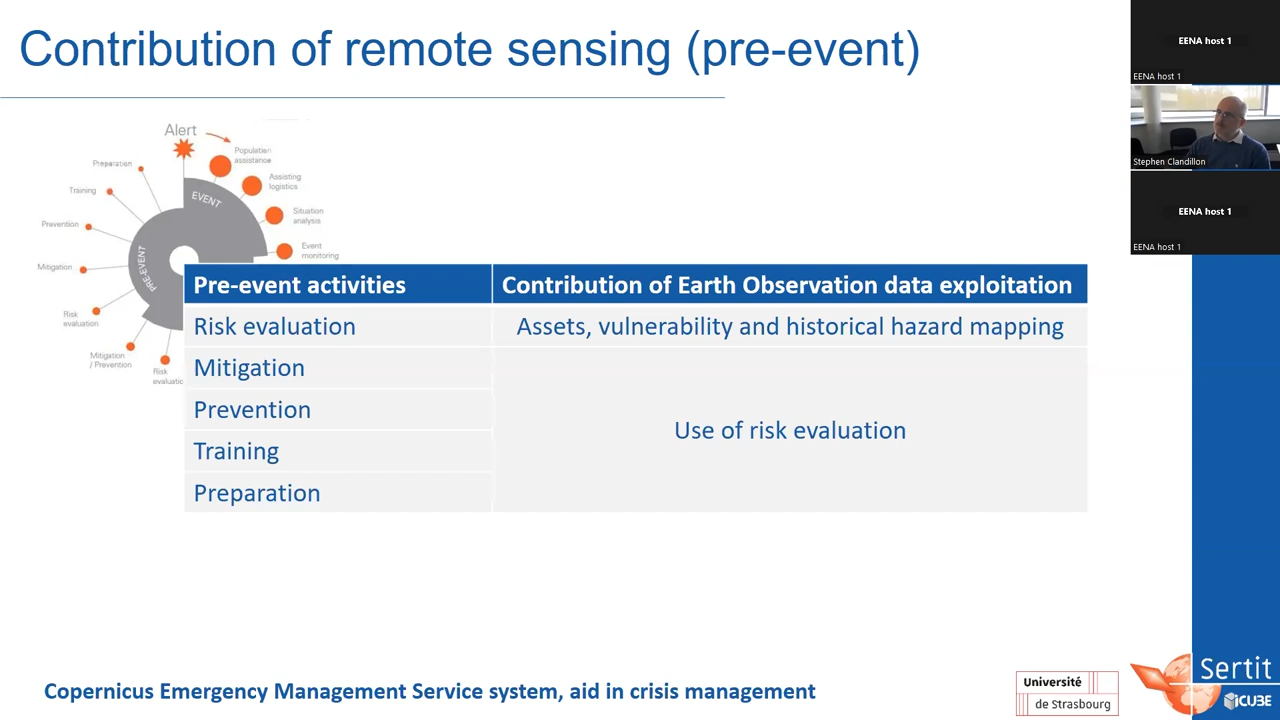 Contribution of remote sensing (pre-event)
Alert
Population
assistance
Assisting
logistics
Situation
analysis
Event
monitoring
EVENT
PRE-EVENT
Preparation
Training
Prevention
Mitigation
Risk
evaluation
Mitigation
/ Prevention
Risk
Pre-event activities
Contribution of Earth Observation data exploitation
Risk evaluation
Assets, vulnerability and historical hazard mapping
Mitigation
Prevention
Training
Preparation
Use of risk evaluation
Copernicus Emergency Management Service system, aid in crisis management
Université
de Strasbourg
Sertit
iCUBE
EENA host 1
EENA host 1
Stephen Clandillon
EENA host 1
EENA host 1